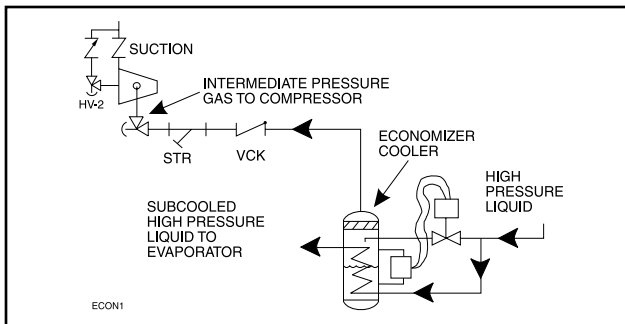 SUCTION
HV-2
INTERMEDIATE PRESSURE
GAS TO COMPRESSOR
STR
VCK
ECONOMIZER
COOLER
HIGH
PRESSURE
LIQUID
SUBCOOLED
HIGH PRESSURE
LIQUID TO
EVAPORATOR
ECON1